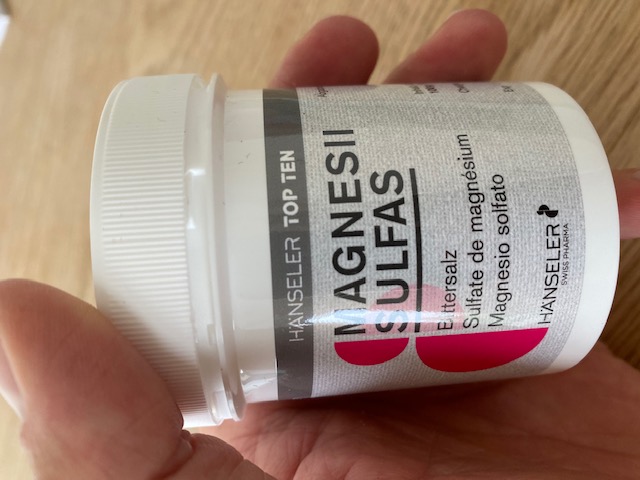 HÄNSELER TOP TEN
MAGNESII
SULFAS
Bittersalz
Sulfate de magnésium
Magnesio solfato
HÄNSELER
SWISS PHARMA